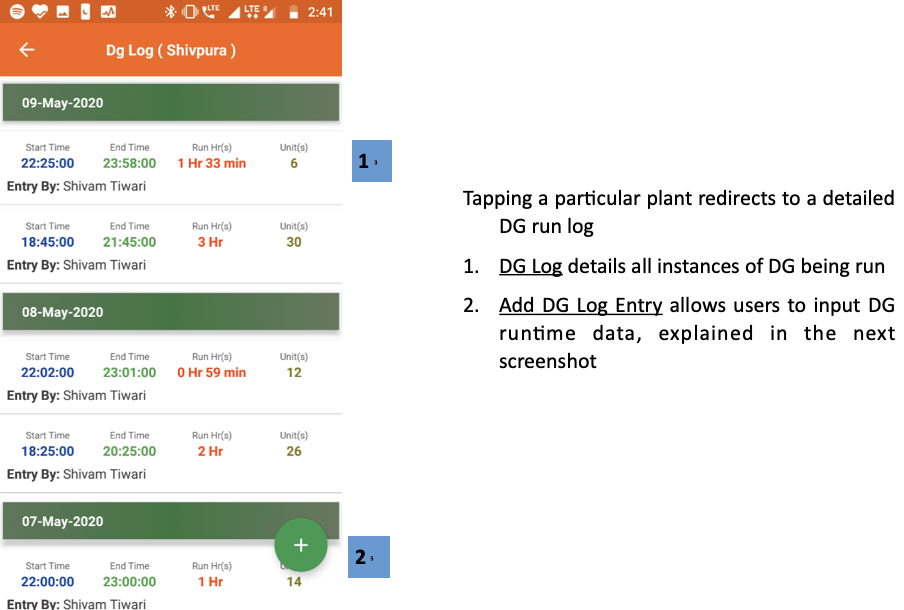 LTE LTE R 2:41
Dg Log ( Shivpura )
09-May-2020
Start Time End Time Run Hr(s) Unit(s)
22:25:00 23:58:00 1 Hr 33 min 6
Entry By: Shivam Tiwari
Start Time End Time Run Hr(s) Unit(s)
18:45:00 21:45:00 3 Hr 30
Entry By: Shivam Tiwari
08-May-2020
Start Time End Time Run Hr(s) Unit(s)
22:02:00 23:01:00 0 Hr 59 min 12
Entry By: Shivam Tiwari
Start Time End Time Run Hr(s) Unit(s)
18:25:00 20:25:00 2 Hr 26
Entry By: Shivam Tiwari
07-May-2020
+
Start Time End Time Run Hr(s)
22:00:00 23:00:00 1 Hr 14
Entry By: Shivam Tiwari
1
2
Tapping a particular plant redirects to a detailed
DG run log
1. DG Log details all instances of DG being run
2. Add DG Log Entry allows users to input DG
runtime data, explained in the next
screenshot